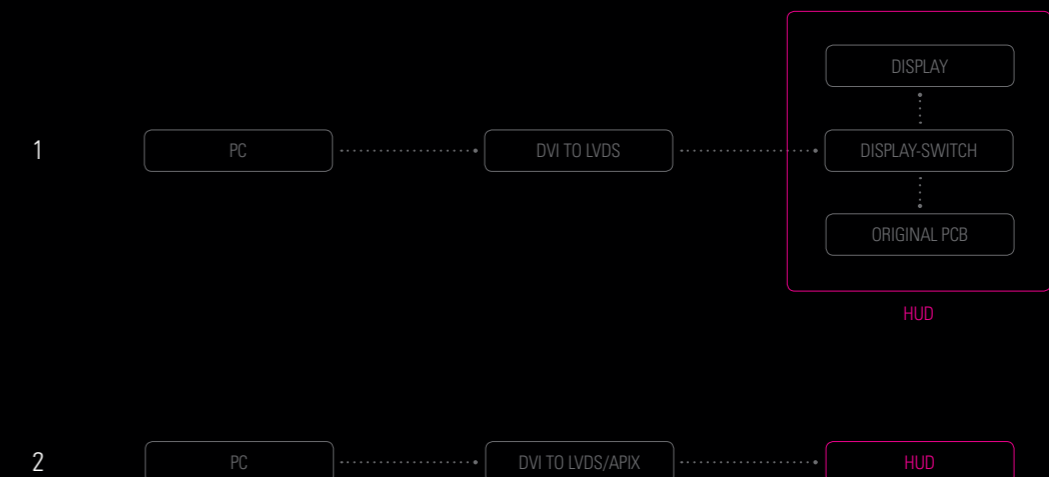 DISPLAY
1 PC DVI TO LVDS DISPLAY-SWITCH
ORIGINAL PCB
HUD
2 PC DVI TO LVDS/APIX HUD